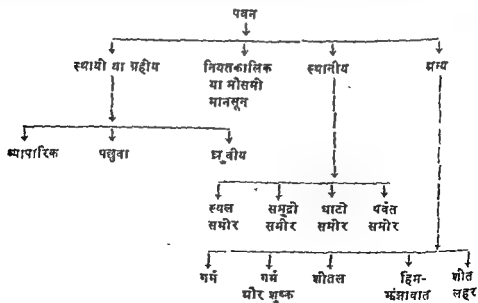 पवन
स्थायी या ग्रहीय नियतकालिक स्थानीय अन्य
या मौसमी
मानसून
व्यापारिक पछुवा ध्रुवीय
स्थल समुद्री घाटी पर्वत
समीर समीर समीर समीर
गर्म गर्म शीतल हिम- शीत
और शुष्क झंझावात लहर